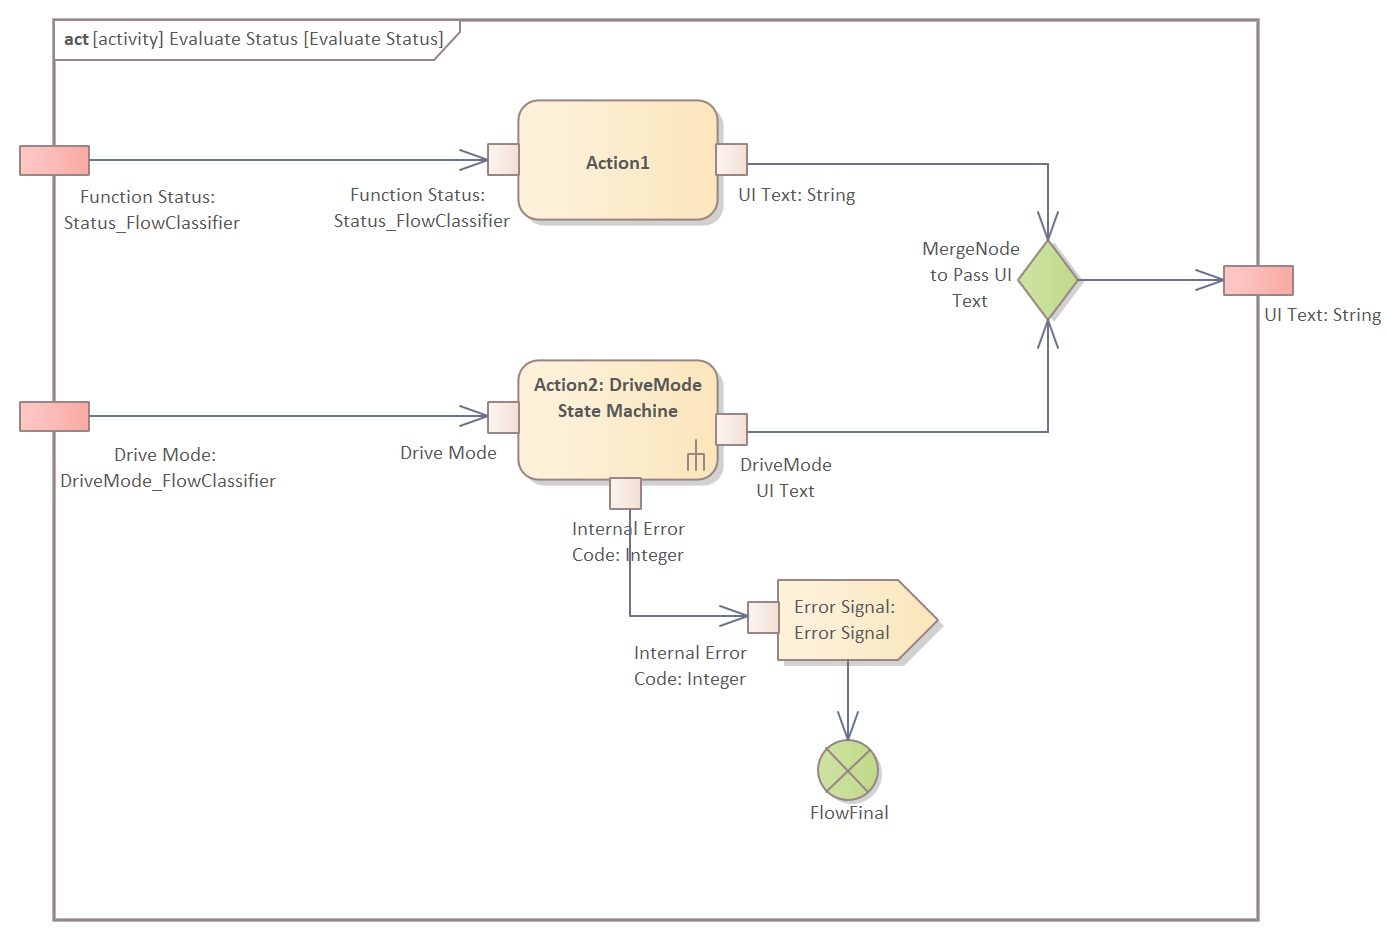 act [activity] Evaluate Status [Evaluate Status]
Action1
Function Status:
Status_FlowClassifier
Function Status:
Status_FlowClassifier
UI Text: String
MergeNode
to Pass UI
Text
UI Text: String
Action2: DriveMode
State Machine
Drive Mode:
DriveMode_FlowClassifier
Drive Mode
DriveMode
UI Text
Internal Error
Code: Integer
Error Signal:
Error Signal
Internal Error
Code: Integer
FlowFinal